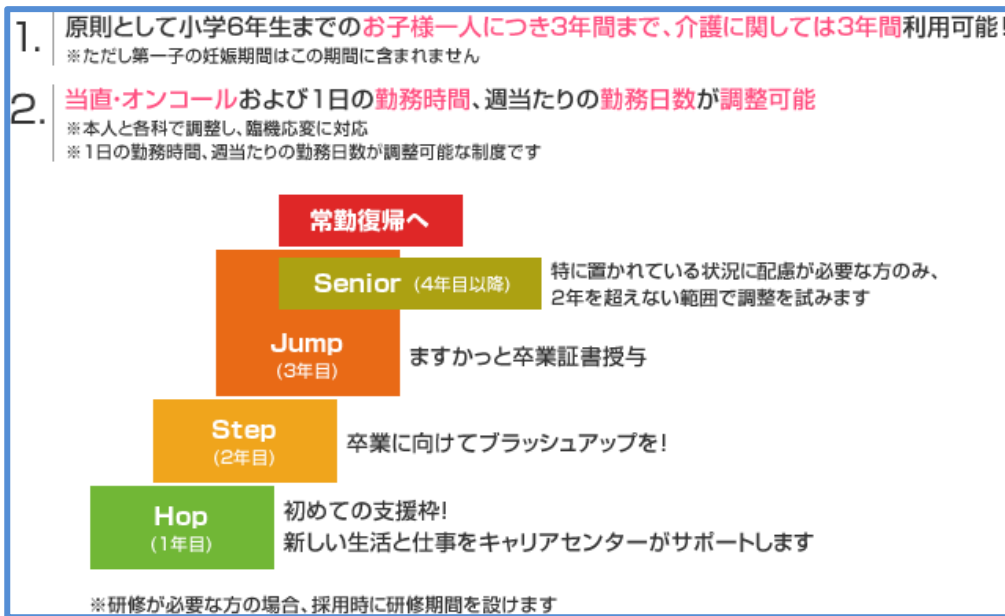 1. 原則として小学6年生までのお子様一人につき3年間まで、介護に関しては3年間利用可能!
※ただし第一子の妊娠期間はこの期間に含まれません
2. 当直・オンコールおよび1日の勤務時間、週当たりの勤務日数が調整可能
※本人と各科で調整し、臨機応変に対応
※1日の勤務時間、週当たりの勤務日数が調整可能な制度です
常勤復帰へ
Senior (4年目以降)
特に置かれている状況に配慮が必要な方のみ、
2年を超えない範囲で調整を試みます
Jump
(3年目)
ますかっと卒業証書授与
Step
(2年目)
卒業に向けてブラッシュアップを!
Hop
(1年目)
初めての支援枠!
新しい生活と仕事をキャリアセンターがサポートします
※研修が必要な方の場合、採用時に研修期間を設けます